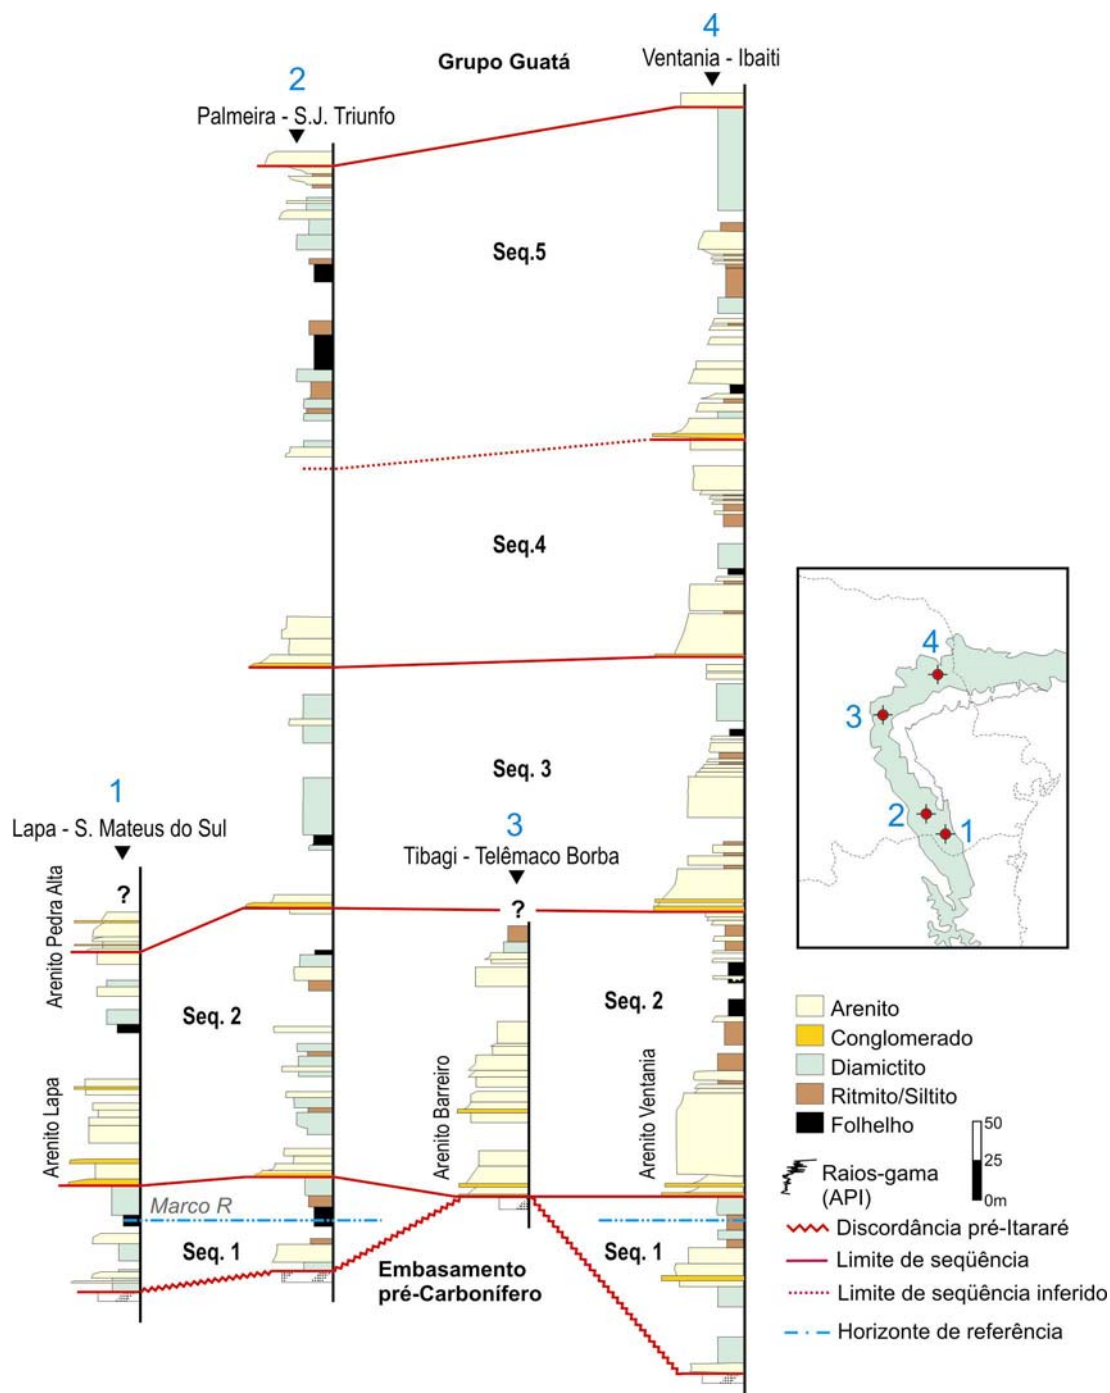 4
Grupo Guatá
Ventania - Ibaiti
2
Palmeira - S.J. Triunfo
Seq.5
Seq.4
Seq. 3
1
Lapa - S. Mateus do Sul
3
Tibagi - Telêmaco Borba
?
?
Arenito Pedra Alta
Seq. 2
Seq. 2
Arenito Lapa
Arenito Barreiro
Arenito Ventania
Marco R
Seq. 1
Seq. 1
Embasamento
pré-Carbonífero
4
3
2
1
Arenito
Conglomerado
Diamictito
Ritmito/Siltito
Folhelho
50
25
0m
Raios-gama
(API)
Discordância pré-Itararé
Limite de seqüência
Limite de seqüência inferido
Horizonte de referência